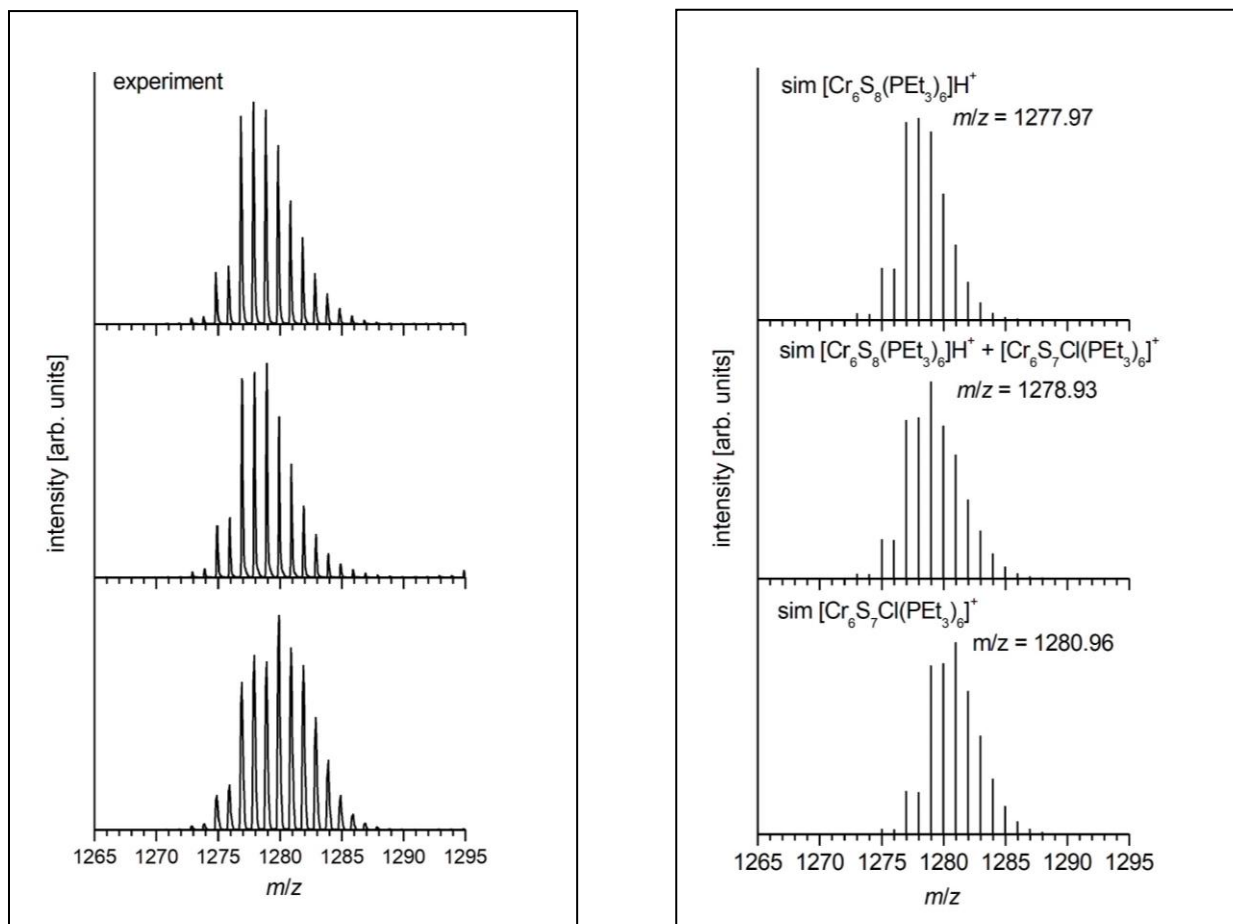 experiment
intensity [arb. units]
1265 1270 1275 1280 1285 1290 1295
m/z
sim [Cr₆S₈(PEt₃)₆]H⁺
m/z = 1277.97
sim [Cr₆S₈(PEt₃)₆]H⁺ + [Cr₆S₇Cl(PEt₃)₆]⁺
m/z = 1278.93
sim [Cr₆S₇Cl(PEt₃)₆]⁺
m/z = 1280.96
intensity [arb. units]
1265 1270 1275 1280 1285 1290 1295
m/z